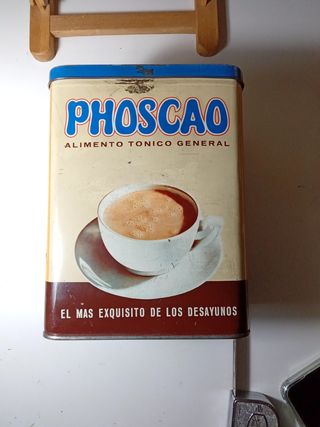 PHOSCAO
ALIMENTO TONICO GENERAL
EL MAS EXQUISITO DE LOS DESAYUNOS